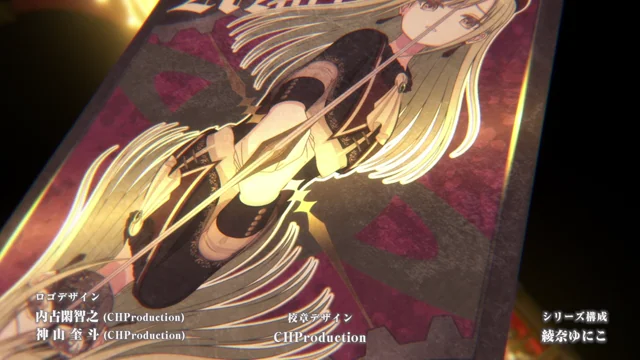 ロゴデザイン
内古閑智之 (CHProduction)
神山奎斗 (CHProduction)
校章デザイン
CHProduction
シリーズ構成
綾奈ゆにこ